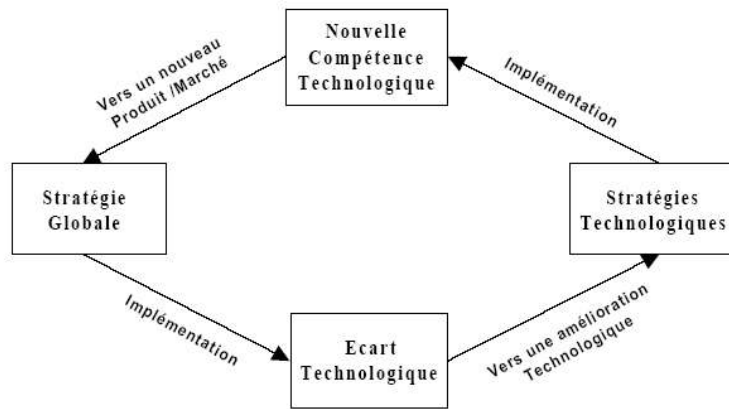 Nouvelle
Compétence
Technologique
Vers un nouveau
Produit /Marché
Implémentation
Stratégie
Globale
Stratégies
Technologiques
Implémentation
Ecart
Technologique
Vers une amélioration
Technologique